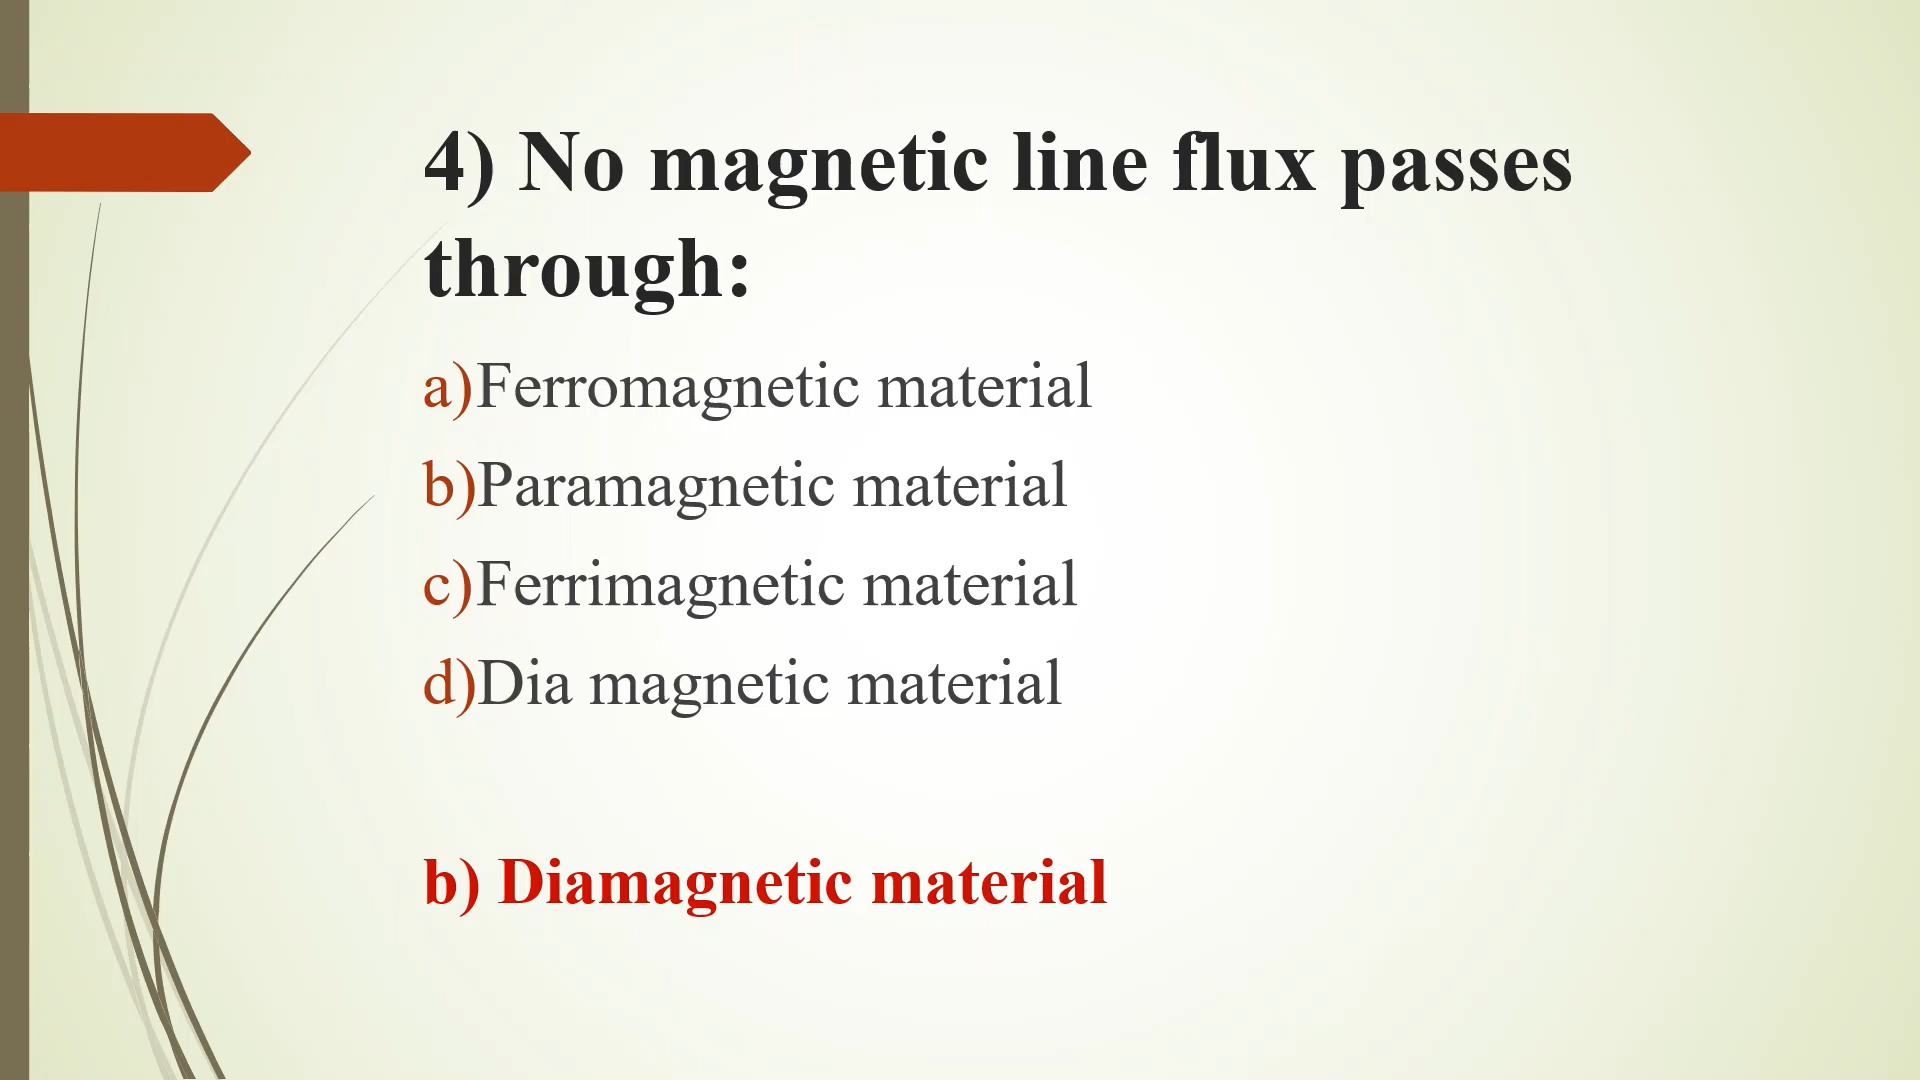 4) No magnetic line flux passes
through:
a)Ferromagnetic material
b)Paramagnetic material
c)Ferrimagnetic material
d)Dia magnetic material
b) Diamagnetic material